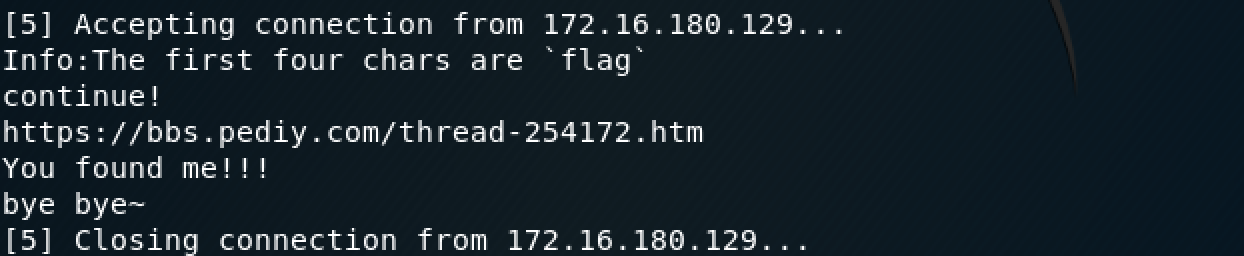 [5] Accepting connection from 172.16.180.129...
Info:The first four chars are `flag`
continue!
https://bbs.pediy.com/thread-254172.htm
You found me!!!
bye bye~
[5] Closing connection from 172.16.180.129...